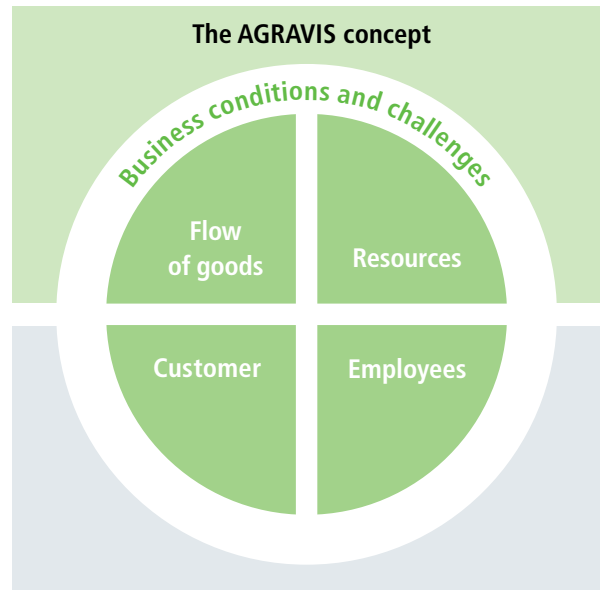 The AGRAVIS concept
Business conditions and challenges
Flow
of goods
Resources
Customer
Employees